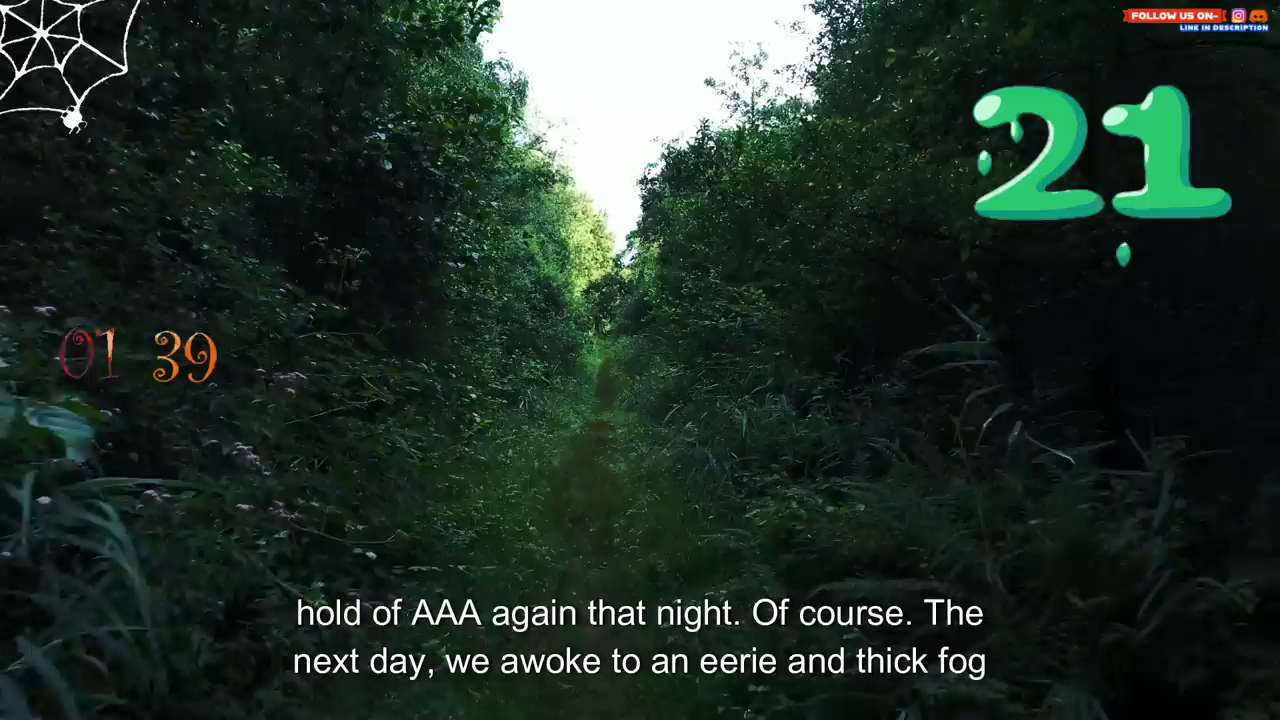 FOLLOW US ON-
LINK IN DESCRIPTION
21
01 39
hold of AAA again that night. Of course. The
next day, we awoke to an eerie and thick fog